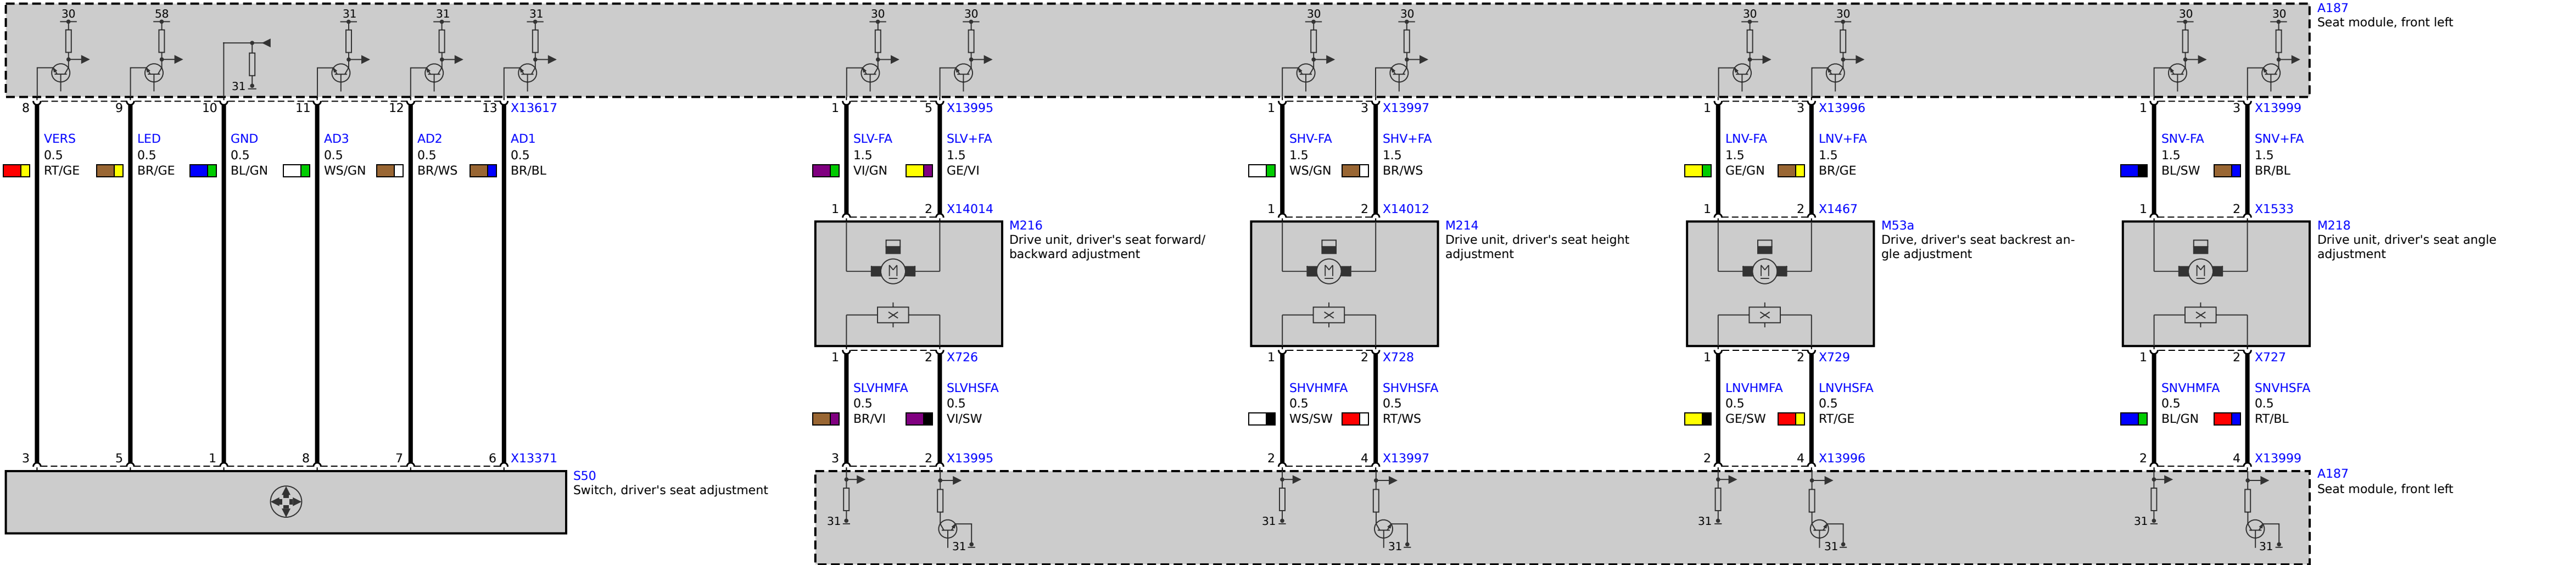 30 58 31 31 31 30 30 30 30 30 30 30 30
A187
Seat module, front left
31
8 9 10 11 12 13 X13617 1 5 X13995 1 3 X13997 1 3 X13996 1 3 X13999
VERS LED GND AD3 AD2 AD1 SLV-FA SLV+FA SHV-FA SHV+FA LNV-FA LNV+FA SNV-FA SNV+FA
0.5 0.5 0.5 0.5 0.5 0.5 1.5 1.5 1.5 1.5 1.5 1.5 1.5 1.5
RT/GE BR/GE BL/GN WS/GN BR/WS BR/BL VI/GN GE/VI WS/GN BR/WS GE/GN BR/GE BL/SW BR/BL
1 2 X14014 1 2 X14012 1 2 X1467 1 2 X1533
M216
Drive unit, driver's seat forward/
backward adjustment
M214
Drive unit, driver's seat height
adjustment
M53a
Drive, driver's seat backrest an-
gle adjustment
M218
Drive unit, driver's seat angle
adjustment
M M M M
1 2 X726 1 2 X728 1 2 X729 1 2 X727
SLVHMFA SLVHSFA SHVHMFA SHVHSFA LNVHMFA LNVHSFA SNVHMFA SNVHSFA
0.5 0.5 0.5 0.5 0.5 0.5 0.5 0.5
BR/VI VI/SW WS/SW RT/WS GE/SW RT/GE BL/GN RT/BL
3 5 1 8 7 6 X13371 3 2 X13995 2 4 X13997 2 4 X13996 2 4 X13999
S50
Switch, driver's seat adjustment
A187
Seat module, front left
31 31 31 31
31 31 31 31